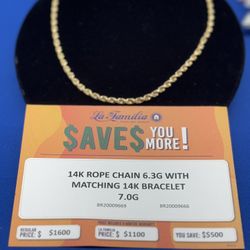 La Familia
$AVE$ YOU MORE!
14K ROPE CHAIN 6.3G WITH
MATCHING 14K BRACELET
7.0G
BR20009669 BR20009666
REGULAR PRICE: $ $1600
LA FAMILIA PRICE: $ $1100
YOU SAVE: $$500